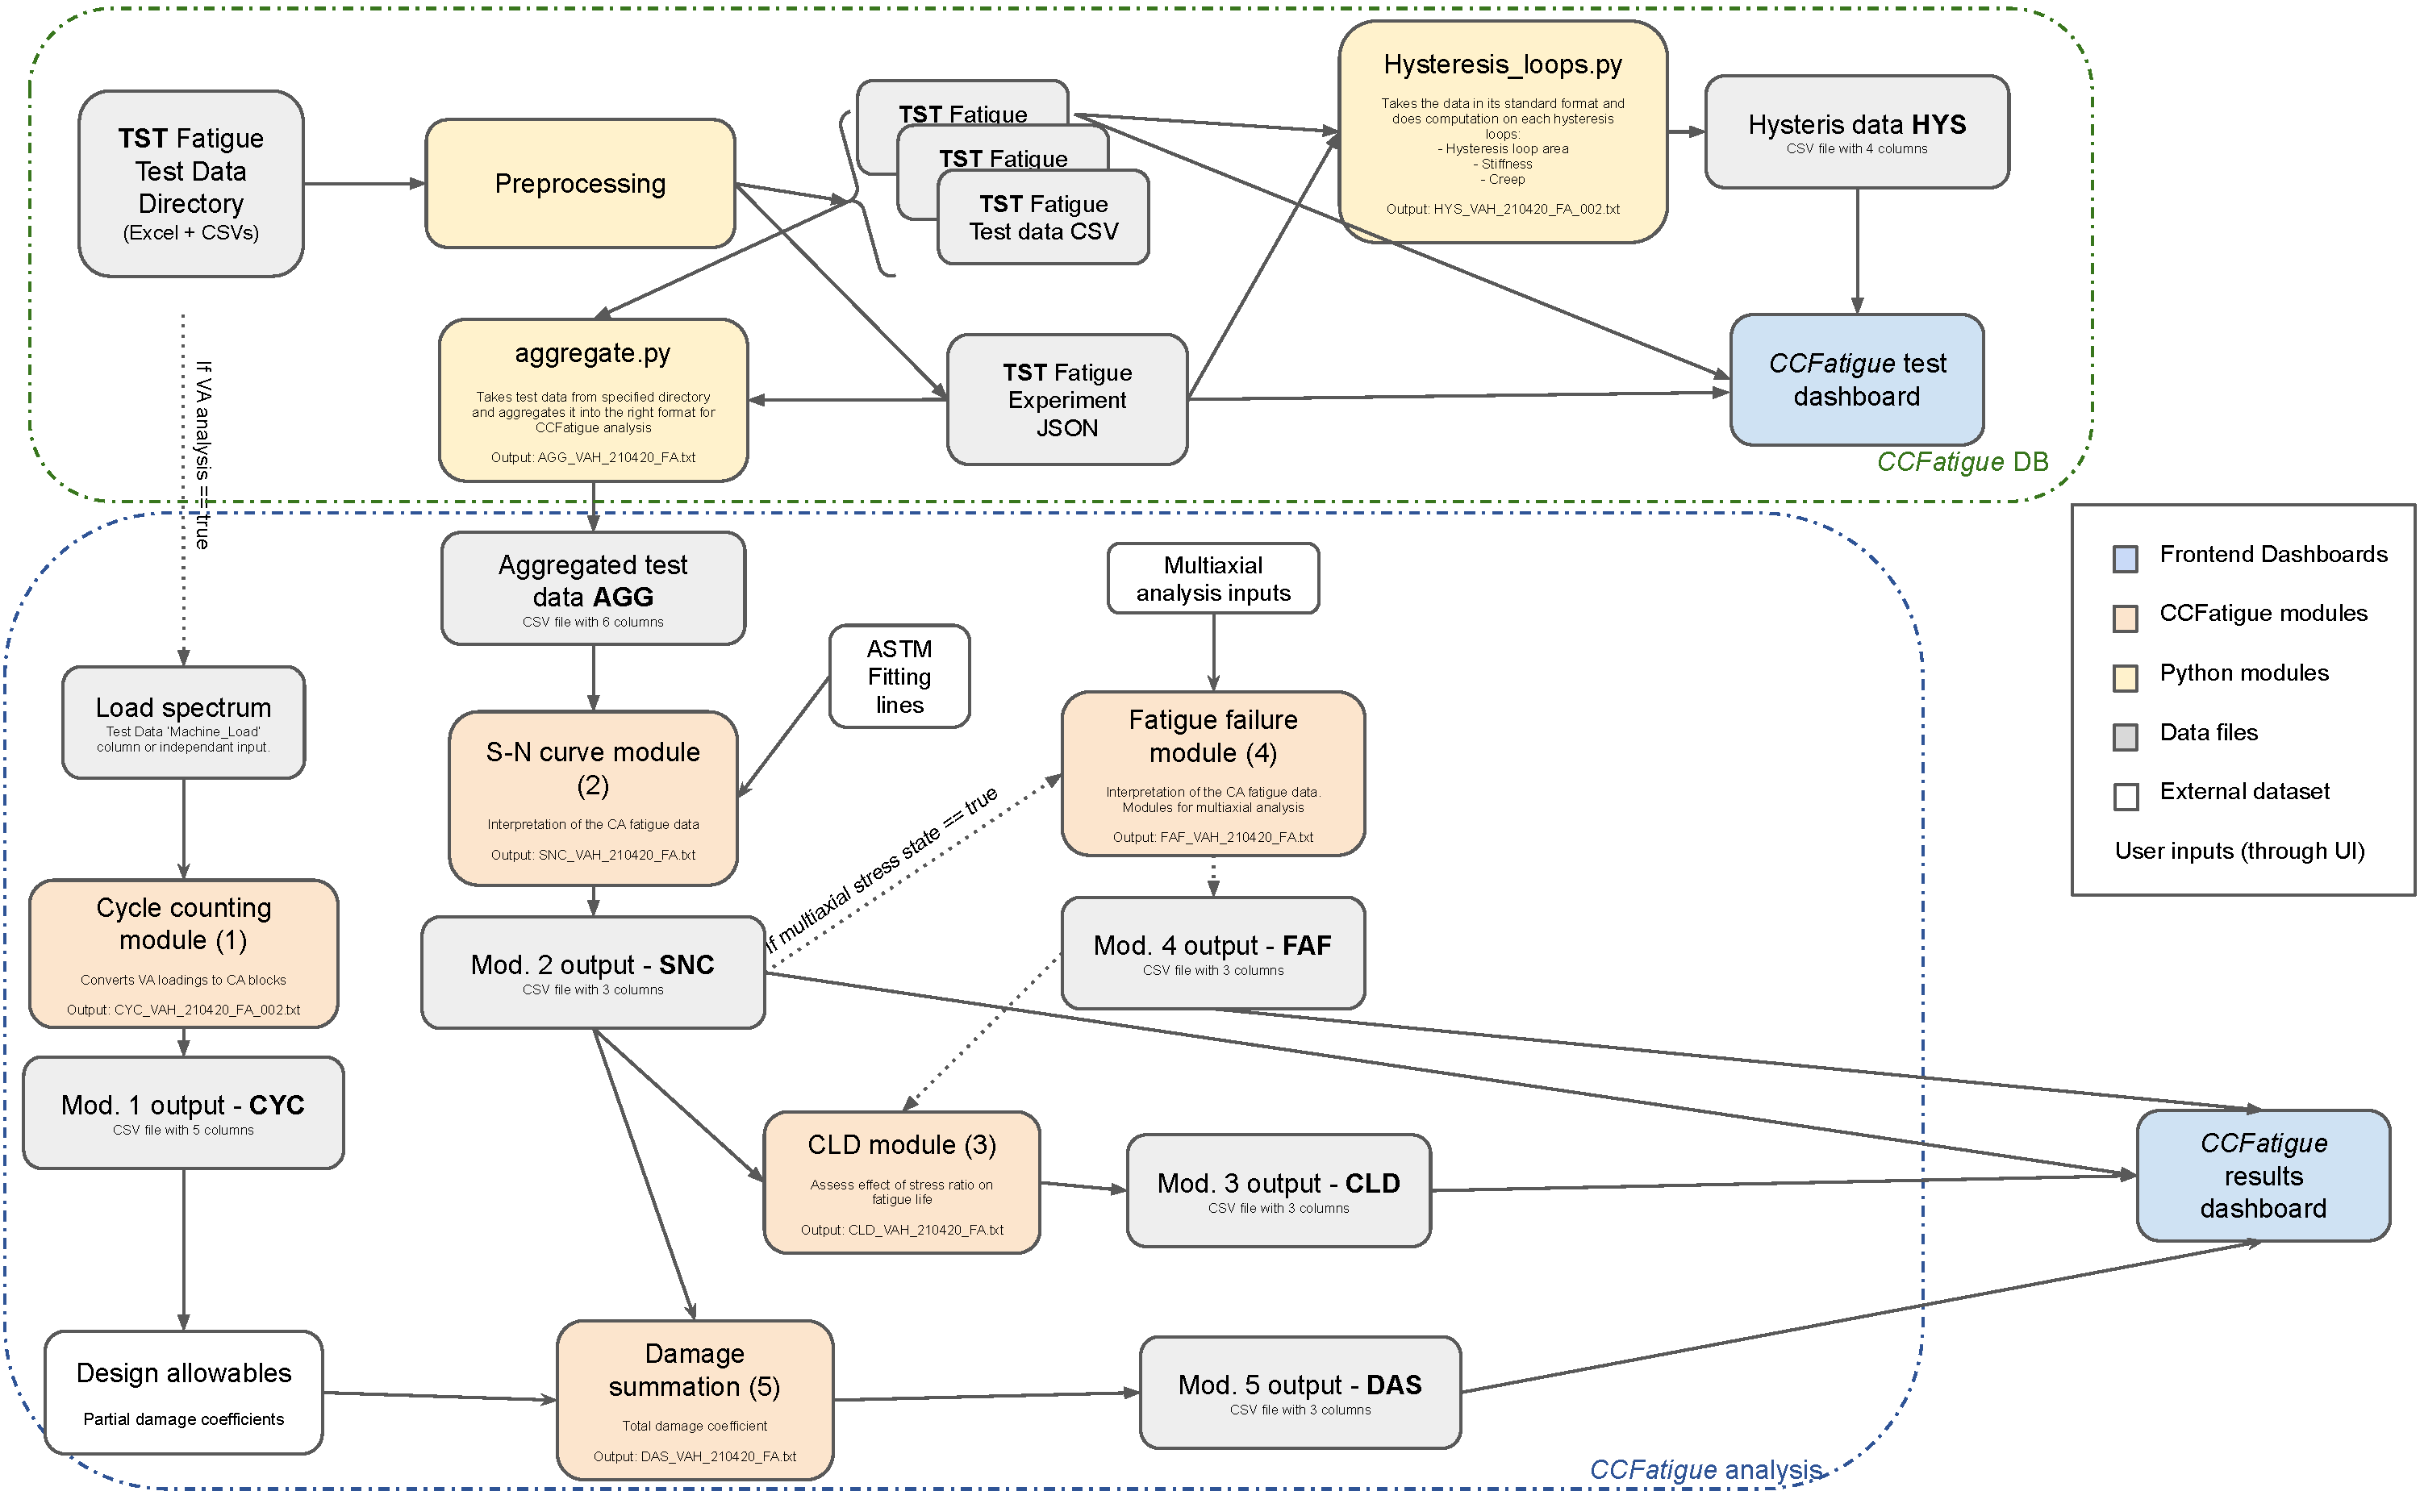 TST Fatigue
Test Data
Directory
(Excel + CSVs)
Preprocessing
TST Fatigue
TST Fatigue
TST Fatigue
Test data CSV
Hysteresis_loops.py
Takes the data in its standard format and
does computation on each hysteresis
loops:
- Hysteresis loop area
- Stiffness
- Creep
Output: HYS_VAH_210420_FA_002.txt
Hysteris data HYS
CSV file with 4 columns
If VA analysis == true
aggregate.py
Takes test data from specified directory
and aggregates it into the right format for
CCFatigue analysis
Output: AGG_VAH_210420_FA.txt
TST Fatigue
Experiment
JSON
CCFatigue test
dashboard
CCFatigue DB
Aggregated test
data AGG
CSV file with 6 columns
Multiaxial
analysis inputs
ASTM
Fitting
lines
Load spectrum
Test Data 'Machine_Load'
column or independant input.
S-N curve module
(2)
Interpretation of the CA fatigue data
Output: SNC_VAH_210420_FA.txt
If multiaxial stress state == true
Fatigue failure
module (4)
Interpretation of the CA fatigue data.
Modules for multiaxial analysis
Output: FAF_VAH_210420_FA.txt
Frontend Dashboards
CCFatigue modules
Python modules
Data files
External dataset
User inputs (through UI)
Cycle counting
module (1)
Converts VA loadings to CA blocks
Output: CYC_VAH_210420_FA_002.txt
Mod. 2 output - SNC
CSV file with 3 columns
Mod. 4 output - FAF
CSV file with 3 columns
Mod. 1 output - CYC
CSV file with 5 columns
CLD module (3)
Assess effect of stress ratio on
fatigue life
Output: CLD_VAH_210420_FA.txt
Mod. 3 output - CLD
CSV file with 3 columns
CCFatigue
results
dashboard
Design allowables
Partial damage coefficients
Damage
summation (5)
Total damage coefficient
Output: DAS_VAH_210420_FA.txt
Mod. 5 output - DAS
CSV file with 3 columns
CCFatigue analysis